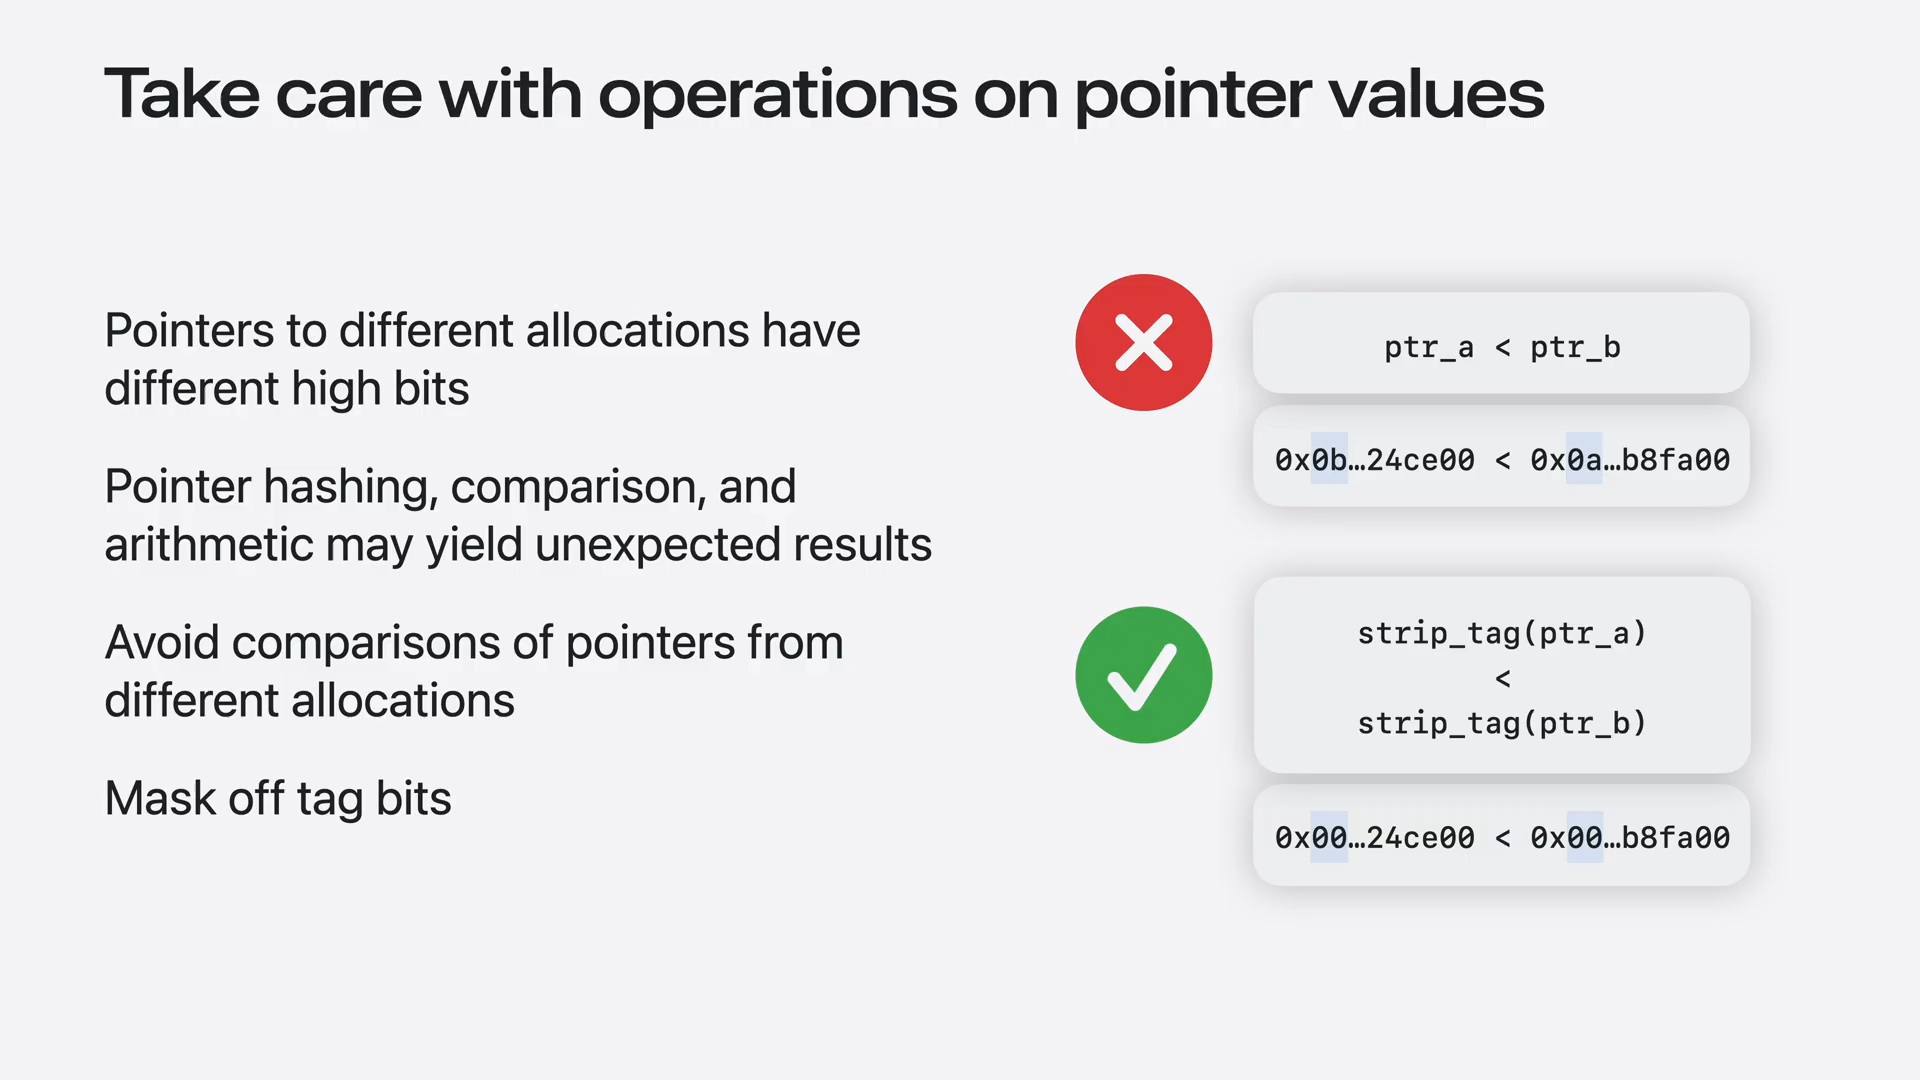 Take care with operations on pointer values
Pointers to different allocations have
different high bits
Pointer hashing, comparison, and
arithmetic may yield unexpected results
Avoid comparisons of pointers from
different allocations
Mask off tag bits
ptr_a < ptr_b
0x0b…24ce00 < 0x0a…b8fa00
strip_tag(ptr_a)
<
strip_tag(ptr_b)
0x00…24ce00 < 0x00…b8fa00